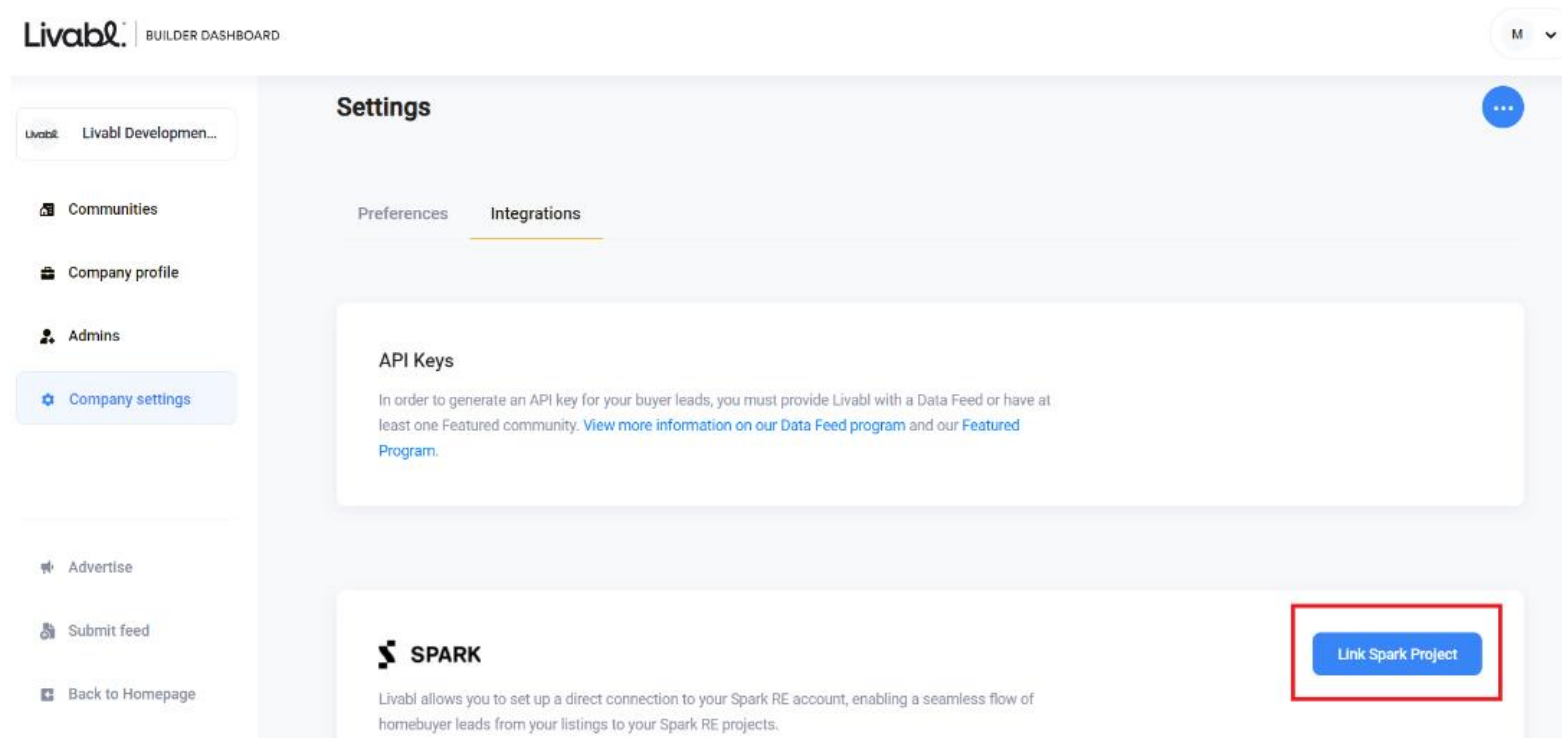 Livabl. BUILDER DASHBOARD
M
Livabl Livabl Developmen...
Communities
Company profile
Admins
Company settings
Advertise
Submit feed
Back to Homepage
Settings
...
Preferences Integrations
API Keys
In order to generate an API key for your buyer leads, you must provide Livabl with a Data Feed or have at
least one Featured community. View more information on our Data Feed program and our Featured
Program.
SPARK
Link Spark Project
Livabl allows you to set up a direct connection to your Spark RE account, enabling a seamless flow of
homebuyer leads from your listings to your Spark RE projects.